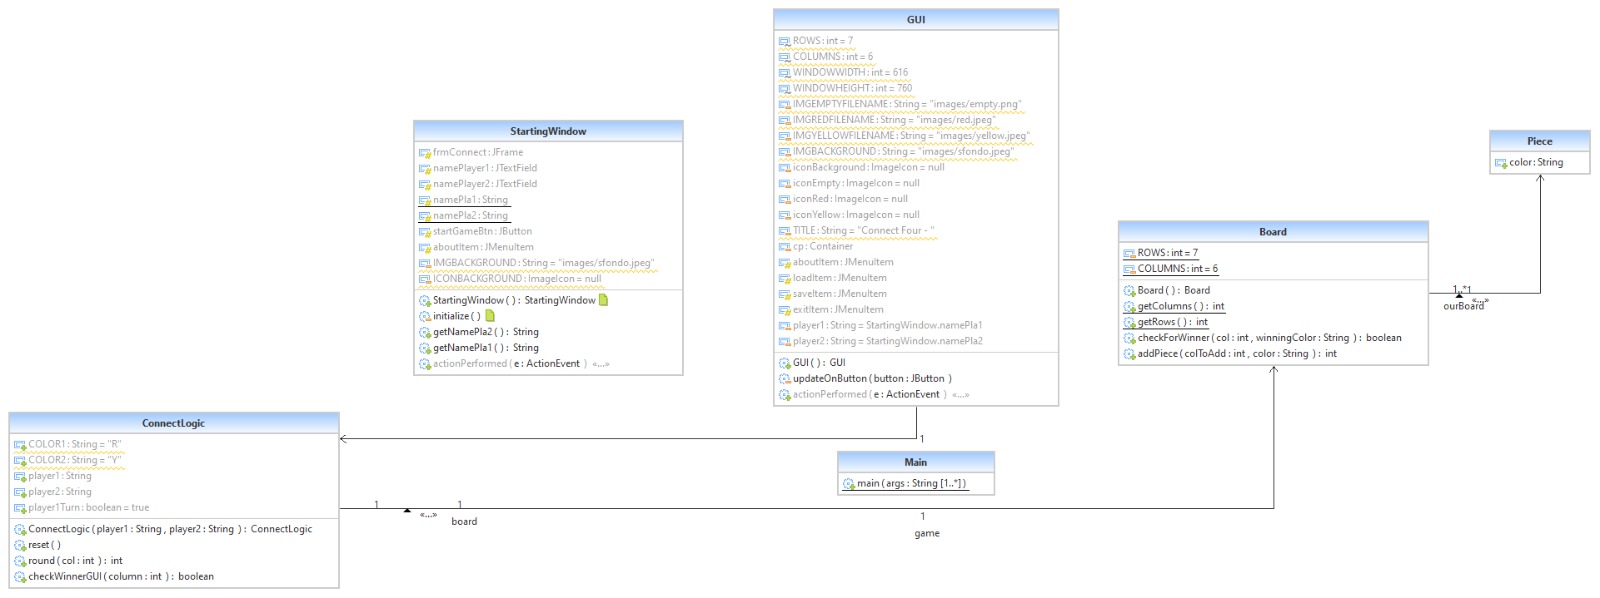 GUI
ROWS : int = 7
COLUMNS : int = 6
WINDOWWIDTH : int = 616
WINDOWHEIGHT : int = 760
IMGEMPTYFILENAME : String = "images/empty.png"
IMGREDFILENAME : String = "images/red.jpeg"
IMGYELLOWFILENAME : String = "images/yellow.jpeg"
IMGBACKGROUND : String = "images/sfondo.jpeg"
iconBackground : ImageIcon = null
iconEmpty : ImageIcon = null
iconRed : ImageIcon = null
iconYellow : ImageIcon = null
TITLE : String = "Connect Four - "
cp : Container
aboutItem : JMenuItem
loadItem : JMenuItem
saveItem : JMenuItem
exitItem : JMenuItem
player1 : String = StartingWindow.namePla1
player2 : String = StartingWindow.namePla2
GUI ( ) : GUI
updateOnButton ( button : JButton )
actionPerformed ( e : ActionEvent ) «...»
StartingWindow
frmConnect : JFrame
namePlayer1 : JTextField
namePlayer2 : JTextField
namePla1 : String
namePla2 : String
startGameBtn : JButton
aboutItem : JMenuItem
IMGBACKGROUND : String = "images/sfondo.jpeg"
ICONBACKGROUND : ImageIcon = null
StartingWindow ( ) : StartingWindow
initialize ( )
getNamePla2 ( ) : String
getNamePla1 ( ) : String
actionPerformed ( e : ActionEvent ) «...»
Piece
color : String
Board
ROWS : int = 7
COLUMNS : int = 6
Board ( ) : Board
getColumns ( ) : int
getRows ( ) : int
checkForWinner ( col : int , winningColor : String ) : boolean
addPiece ( colToAdd : int , color : String ) : int
1..*1
«...»
ourBoard
ConnectLogic
COLOR1 : String = "R"
COLOR2 : String = "Y"
player1 : String
player2 : String
player1Turn : boolean = true
ConnectLogic ( player1 : String , player2 : String ) : ConnectLogic
reset ( )
round ( col : int ) : int
checkWinnerGUI ( column : int ) : boolean
1
Main
main ( args : String [1..*] )
1
«...»
1
board
1
game